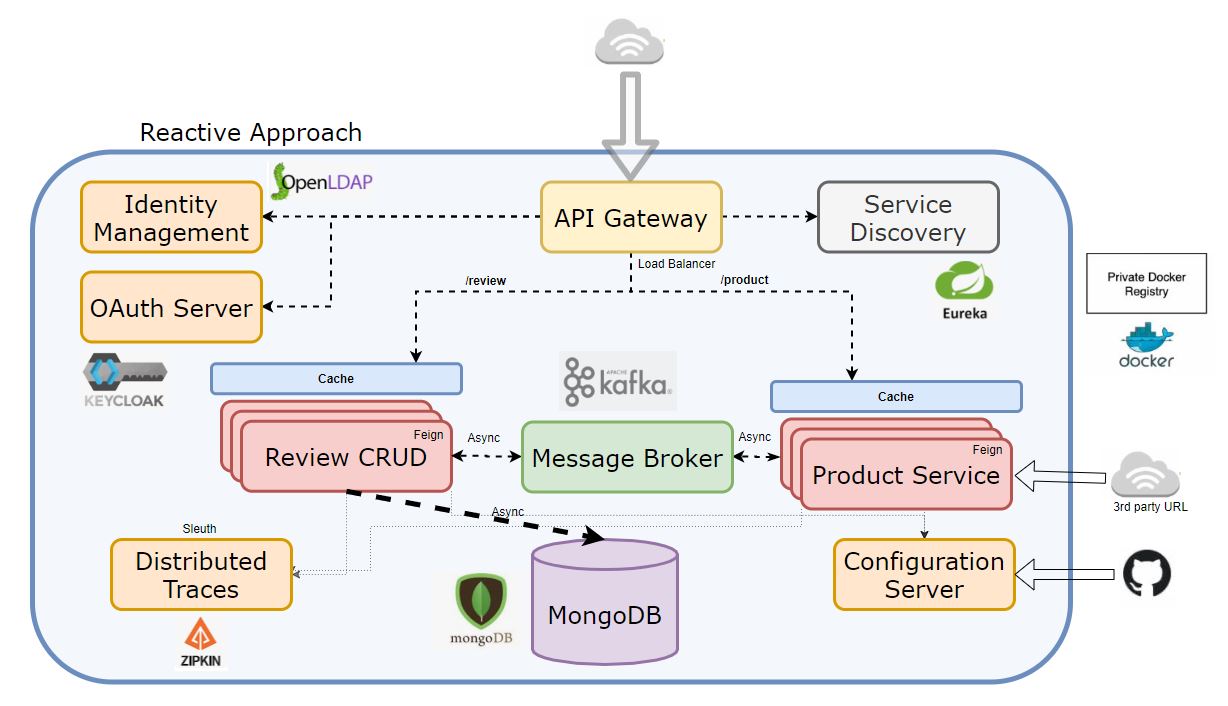 Reactive Approach
OpenLDAP
Identity
Management
API Gateway
Service
Discovery
Load Balancer
/review
/product
OAuth Server
Eureka
Private Docker
Registry
docker
KEYCLOAK
Cache
APACHE
kafka®
Cache
Feign
Review CRUD
Async
Message Broker
Async
Feign
Product Service
3rd party URL
Async
Sleuth
Distributed
Traces
Configuration
Server
MongoDB
mongoDB
ZIPKIN